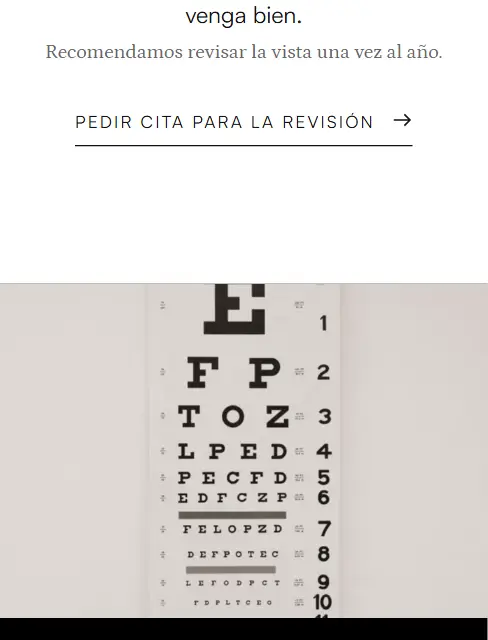 venga bien.
Recomendamos revisar la vista una vez al año.
PEDIR CITA PARA LA REVISIÓN →
E 1
F P 2
T O Z 3
L P E D 4
P E C F D 5
E D F C Z P 6
F E L O P Z D 7
D E F P O T E C 8
L E F O D P C T 9
F D P L T C E O 10